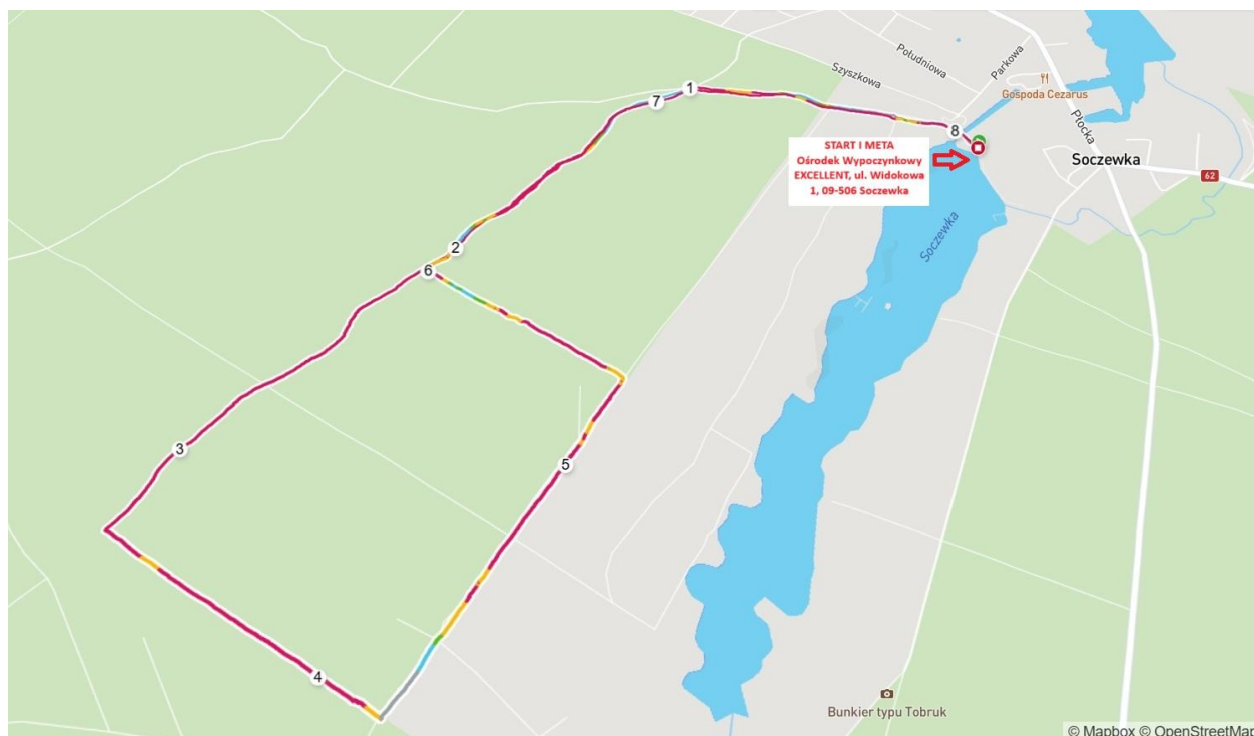 Południowa
Parkowa
Szyszkowa
Gospoda Cezarus
7
1
8
Płocka
START I META
Ośrodek Wypoczynkowy
EXCELLENT, ul. Widokowa
1, 09-506 Soczewka
Soczewka
62
Soczewka
2
6
3
5
4
Bunkier typu Tobruk
© Mapbox © OpenStreetMap